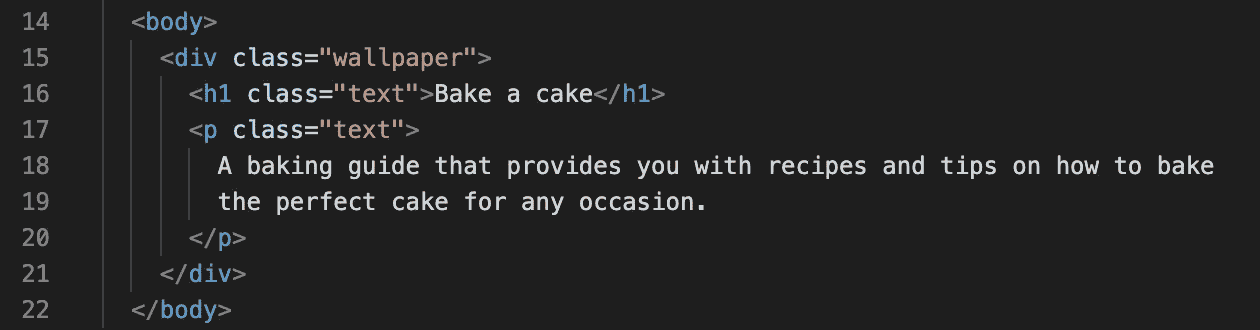 14 <body>
15 <div class="wallpaper">
16 <h1 class="text">Bake a cake</h1>
17 <p class="text">
18 A baking guide that provides you with recipes and tips on how to bake
19 the perfect cake for any occasion.
20 </p>
21 </div>
22 </body>